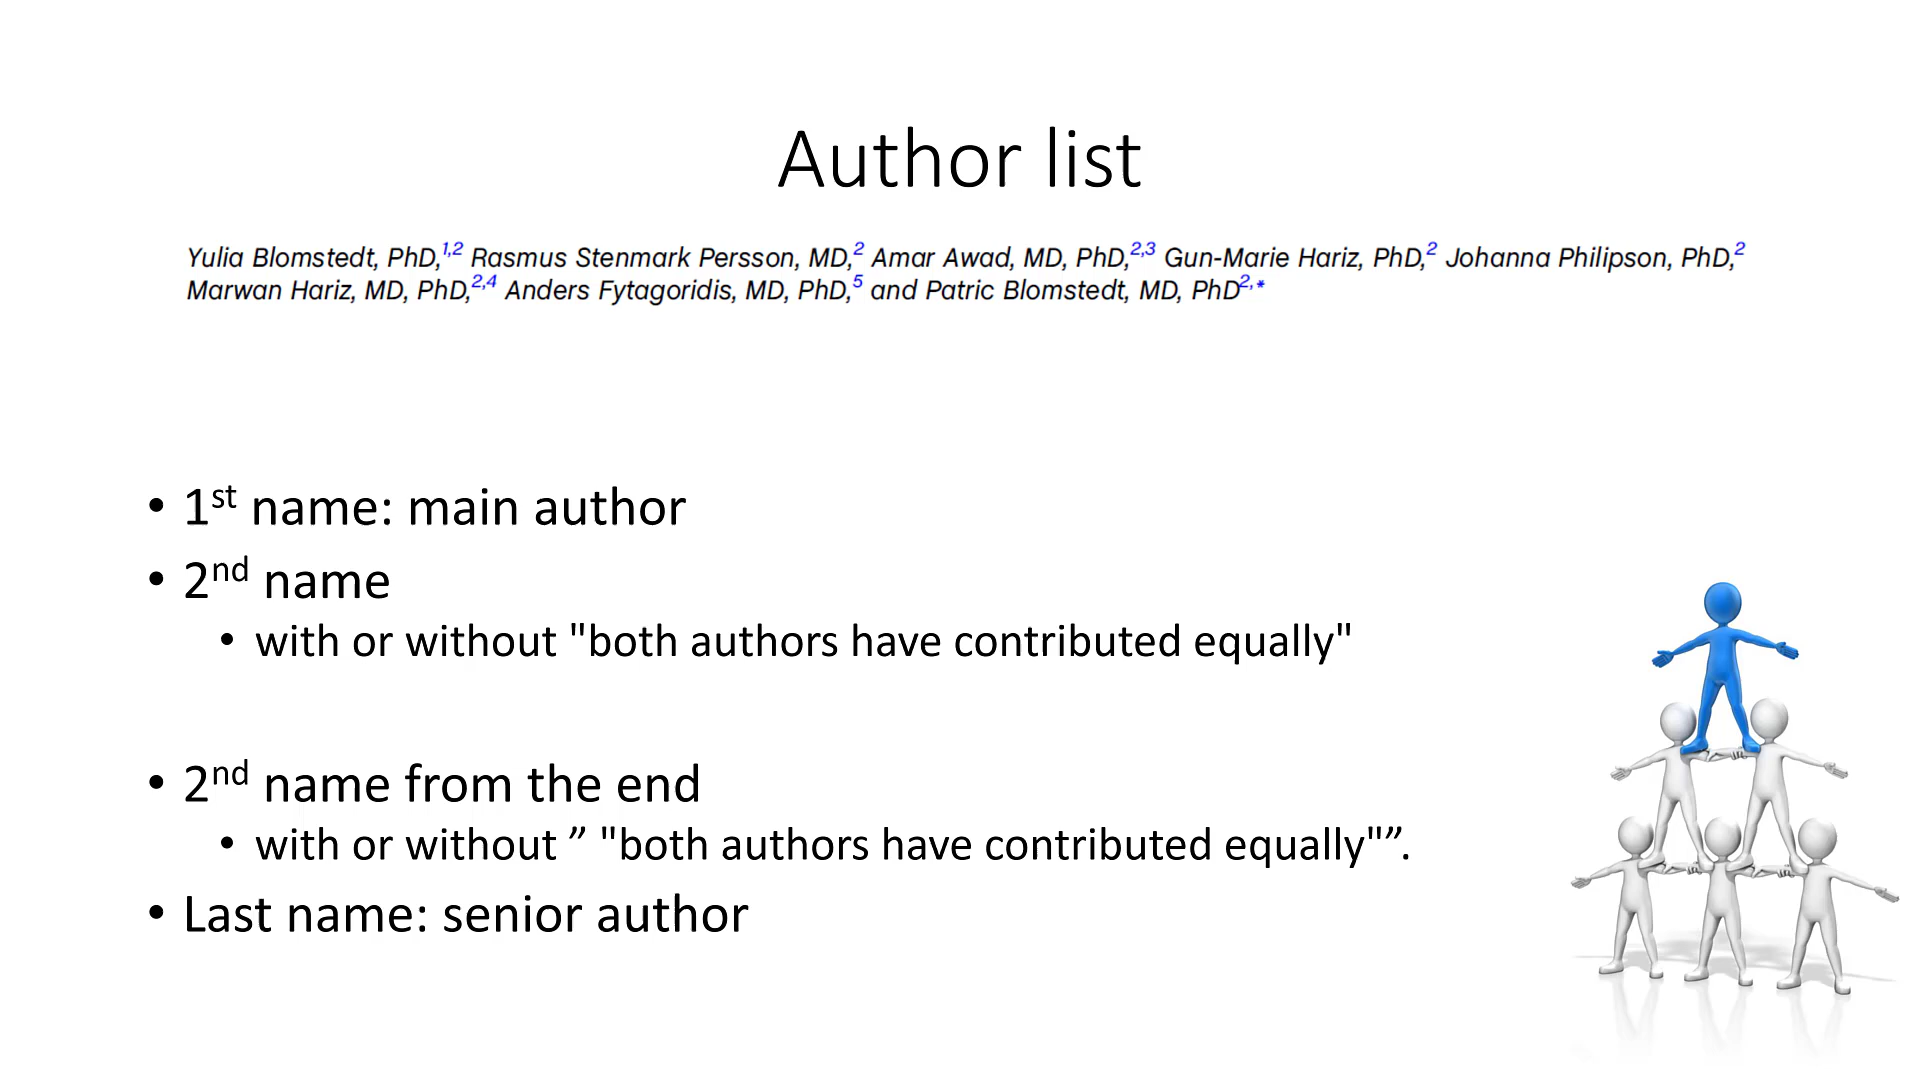 Author list
Yulia Blomstedt, PhD,1,2 Rasmus Stenmark Persson, MD,2 Amar Awad, MD, PhD,2,3 Gun-Marie Hariz, PhD,2 Johanna Philipson, PhD,2
Marwan Hariz, MD, PhD,2,4 Anders Fytagoridis, MD, PhD,5 and Patric Blomstedt, MD, PhD2,*
• 1st name: main author
• 2nd name
• with or without "both authors have contributed equally"
• 2nd name from the end
• with or without ” "both authors have contributed equally"”.
• Last name: senior author